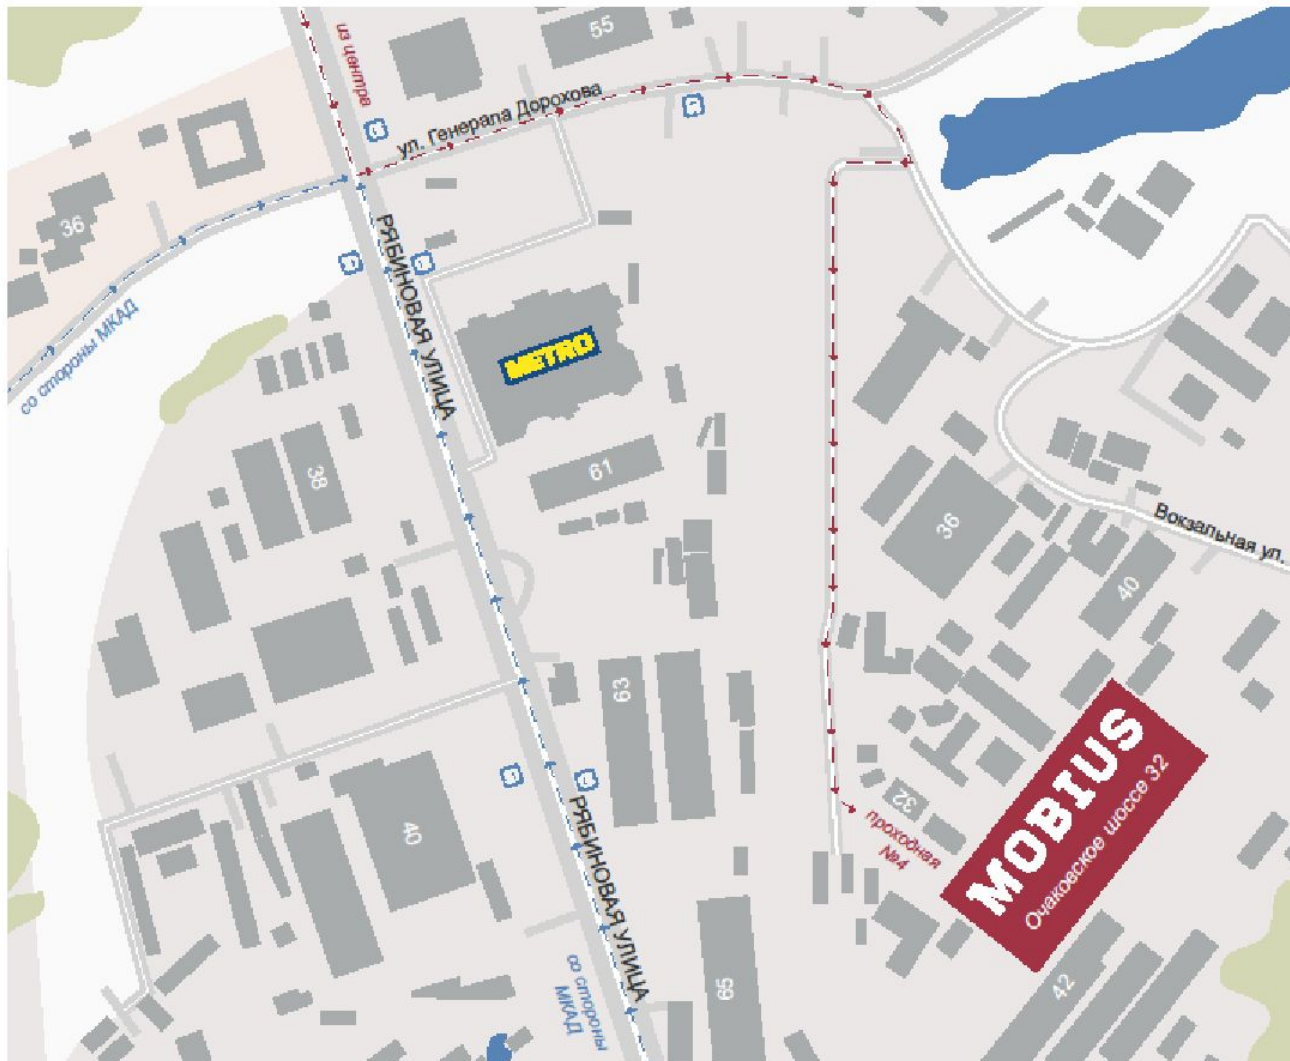 из центра
55
ул. Генерала Дорохова
36
со стороны МКАД
РЯБИНОВАЯ УЛИЦА
METRO
38
61
36
Вокзальная ул.
40
63
MOBIUS
Очаковское шоссе 32
32
проходная
№4
40
РЯБИНОВАЯ УЛИЦА
65
42
со стороны
МКАД